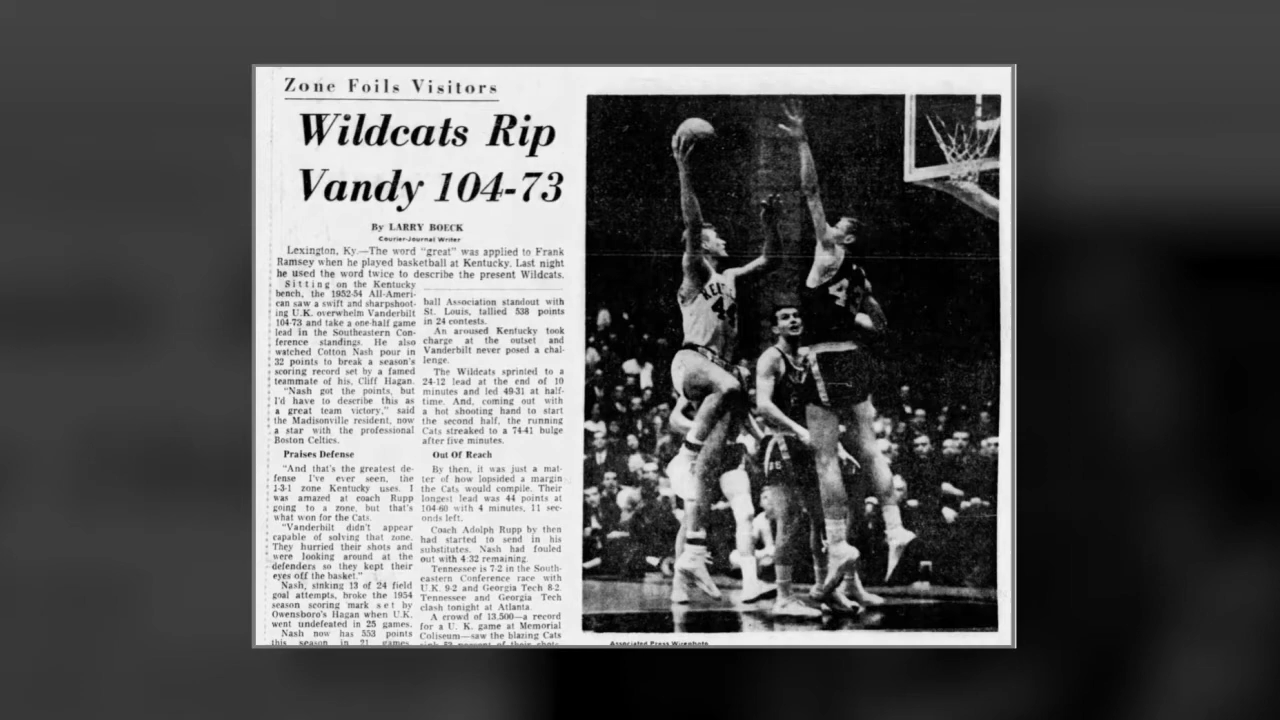 Zone Foils Visitors
Wildcats Rip
Vandy 104-73
By LARRY BOECK
Courier-Journal Writer
Lexington, Ky.—The word "great" was applied to Frank
Ramsey when he played basketball at Kentucky. Last night
he used the word twice to describe the present Wildcats.
Sitting on the Kentucky
bench, the 1952-54 All-Ameri-
can saw a swift and sharpshoot-
ing U.K. overwhelm Vanderbilt
104-73 and take a one-half game
lead in the Southeastern Con-
ference standings. He also
watched Cotton Nash pour in
32 points to break a season's
scoring record set by a famed
teammate of his, Cliff Hagan.
"Nash got the points, but
I'd have to describe this as
a great team victory," said
the Madisonville resident, now
a star with the professional
Boston Celtics.
Praises Defense
"And that's the greatest de-
fense I've ever seen, the
1-3-1 zone Kentucky uses. I
was amazed at coach Rupp
going to a zone, but that's
what won for the Cats.
"Vanderbilt didn't appear
capable of solving that zone.
They hurried their shots and
were looking around at the
defenders so they kept their
eyes off the basket."
Nash, sinking 13 of 24 field
goal attempts, broke the 1954
season scoring mark set by
Owensboro's Hagan when U.K.
went undefeated in 25 games.
Nash now has 553 points
this season in 21 games.
ball Association standout with
St. Louis, tallied 538 points
in 24 contests.
An aroused Kentucky took
charge at the outset and
Vanderbilt never posed a chal-
lenge.
The Wildcats sprinted to a
24-12 lead at the end of 10
minutes and led 49-31 at half-
time. And, coming out with
a hot shooting hand to start
the second half, the running
Cats streaked to a 74-41 bulge
after five minutes.
Out Of Reach
By then, it was just a mat-
ter of how lopsided a margin
the Cats would compile. Their
longest lead was 44 points at
104-60 with 4 minutes, 11 sec-
onds left.
Coach Adolph Rupp by then
had started to send in his
substitutes. Nash had fouled
out with 4:32 remaining.
Tennessee is 7-2 in the South-
eastern Conference race with
U.K. 9-2 and Georgia Tech 8-2.
Tennessee and Georgia Tech
clash tonight at Atlanta.
A crowd of 13,500—a record
for a U. K. game at Memorial
Coliseum—saw the blazing Cats
percent of their shots
KEN
44
4
Associated Press Wirephoto